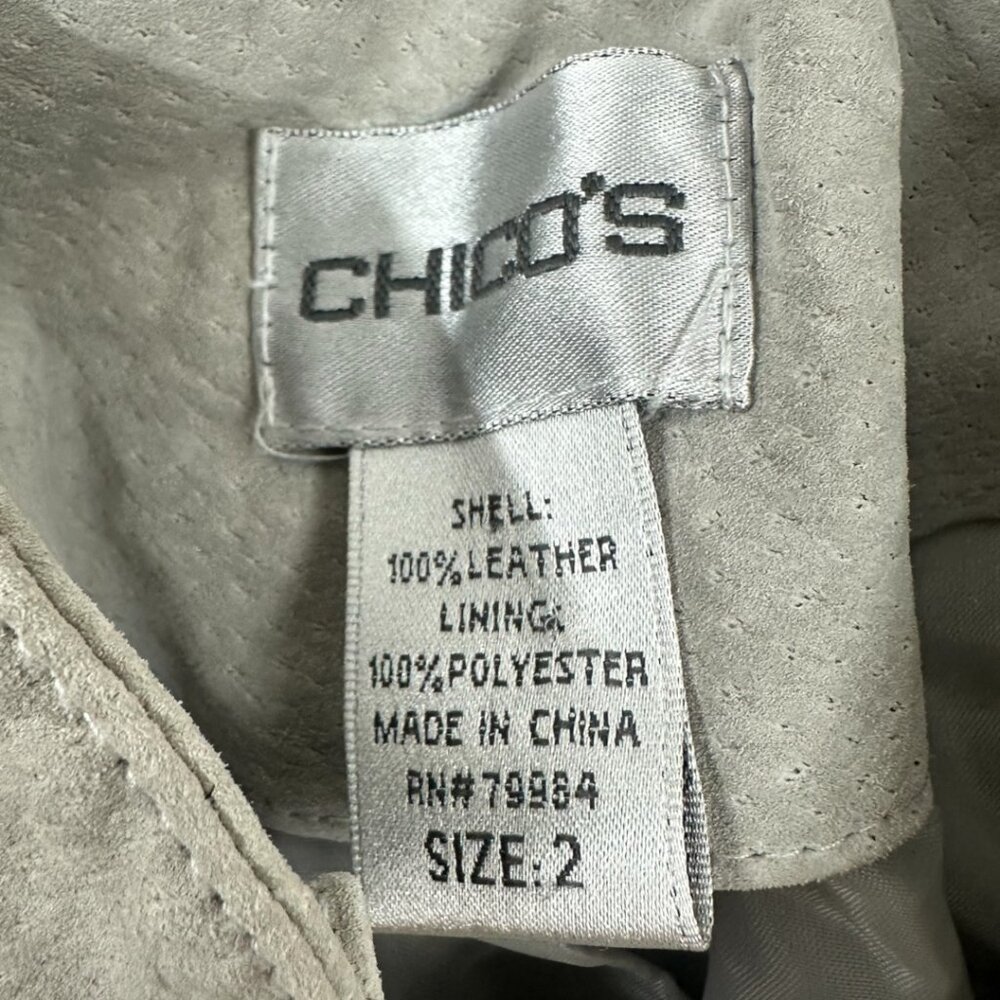 CHICO'S
SHELL:
100% LEATHER
LINING:
100% POLYESTER
MADE IN CHINA
RN# 79984
SIZE: 2